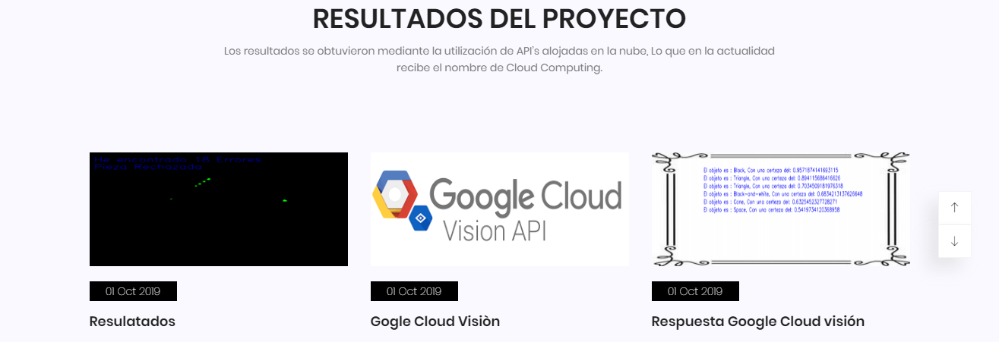 RESULTADOS DEL PROYECTO
Los resultados se obtuvieron mediante la utilización de API's alojadas en la nube, Lo que en la actualidad
recibe el nombre de Cloud Computing.
He encontrado 18 Errores
Pieza Rechazada
Google Cloud
Vision API
El objeto es : Black, Con una certeza del: 0.9571874141693115
El objeto es : Triangle, Con una certeza del: 0.894115686416626
El objeto es : Triangle, Con una certeza del: 0.7034509181976318
El objeto es : Black-and-white, Con una certeza del: 0.6834213137626648
El objeto es : Cone, Con una certeza del: 0.6325452327728271
El objeto es : Space, Con una certeza del: 0.5419734120368958
01 Oct 2019
01 Oct 2019
01 Oct 2019
Resulatados
Gogle Cloud Visiòn
Respuesta Google Cloud visión